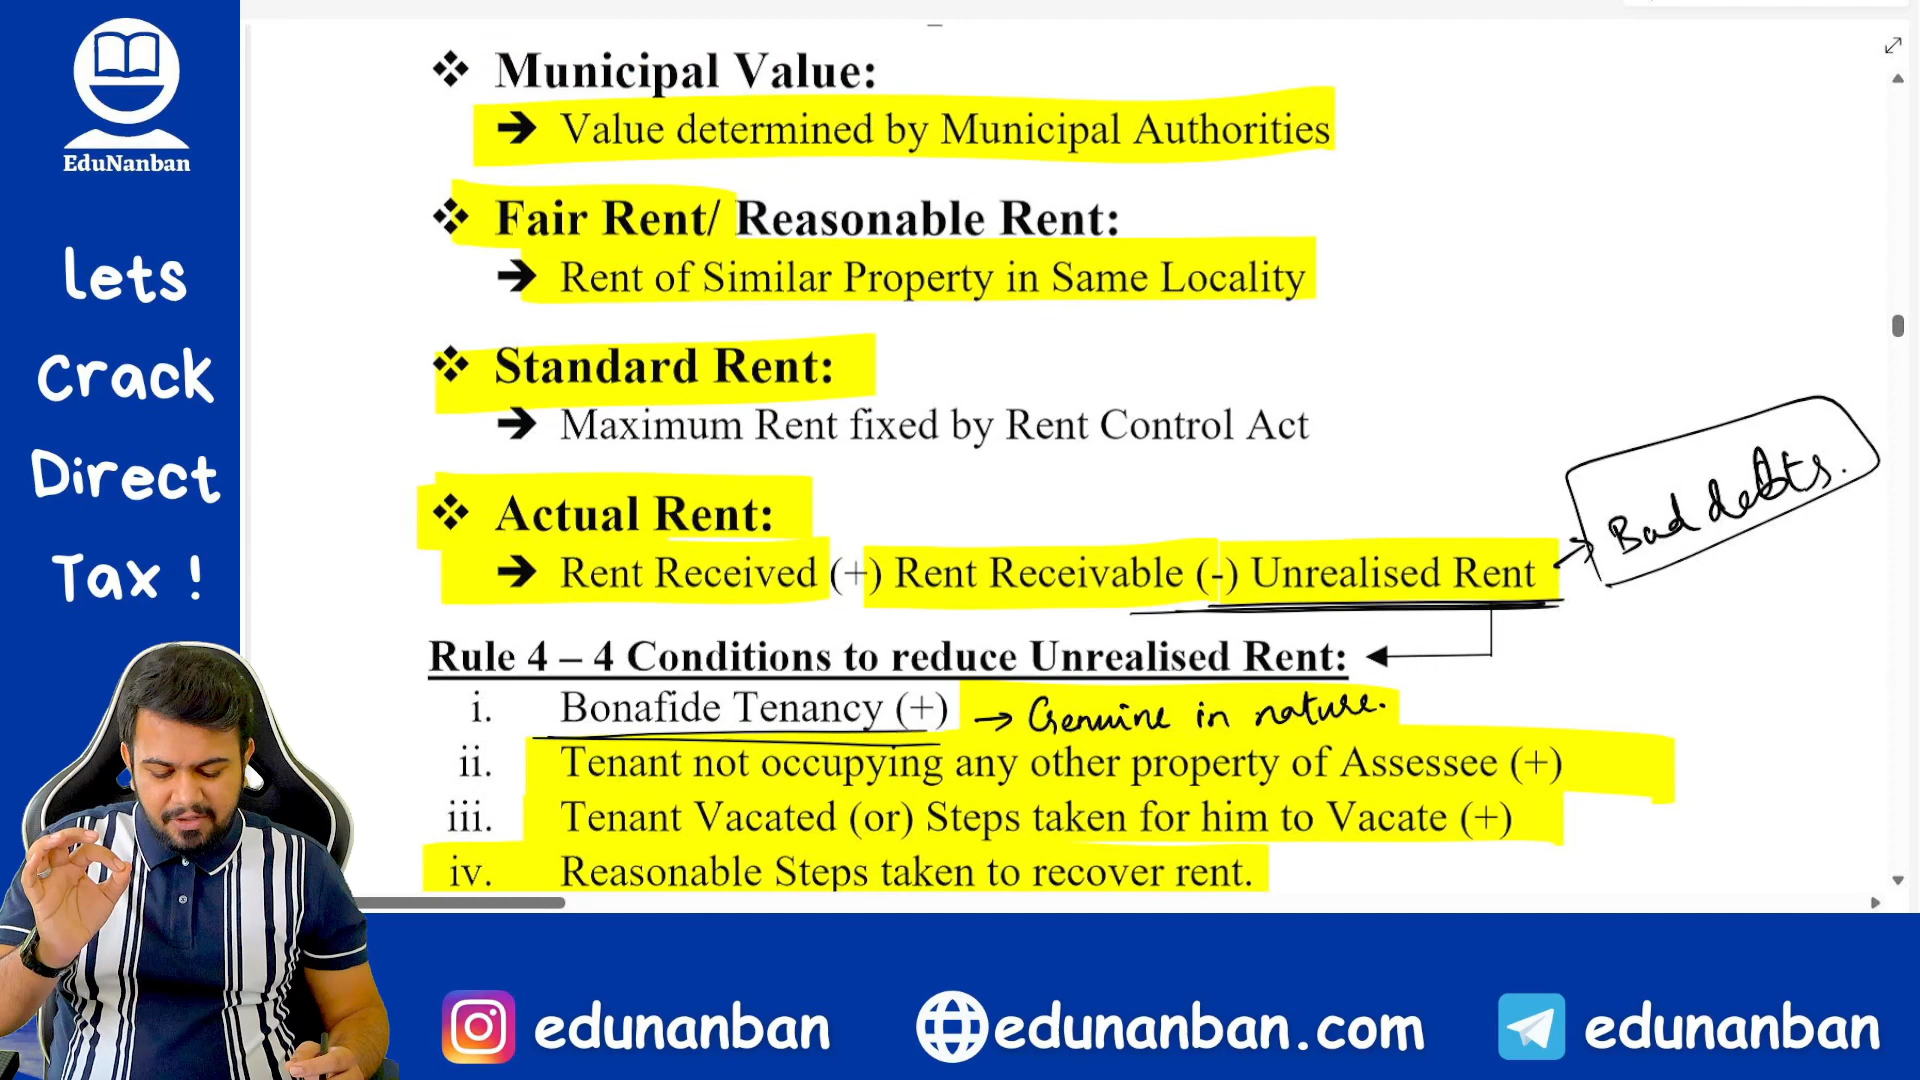 EduNanban
Lets
Crack
Direct
Tax !
❖ Municipal Value:
➔ Value determined by Municipal Authorities
❖ Fair Rent/ Reasonable Rent:
➔ Rent of Similar Property in Same Locality
❖ Standard Rent:
➔ Maximum Rent fixed by Rent Control Act
❖ Actual Rent:
➔ Rent Received (+) Rent Receivable (-) Unrealised Rent
Bad debts.
Rule 4 – 4 Conditions to reduce Unrealised Rent:
i. Bonafide Tenancy (+) → Genuine in nature.
ii. Tenant not occupying any other property of Assessee (+)
iii. Tenant Vacated (or) Steps taken for him to Vacate (+)
iv. Reasonable Steps taken to recover rent.
edunanban edunanban.com edunanban